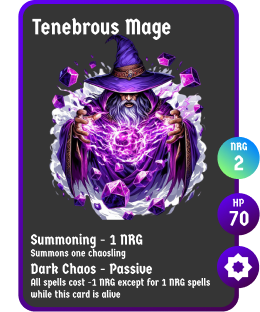 Tenebrous Mage
NRG
2
HP
70
Summoning - 1 NRG
Summons one chaosling
Dark Chaos - Passive
All spells cost -1 NRG except for 1 NRG spells
while this card is alive